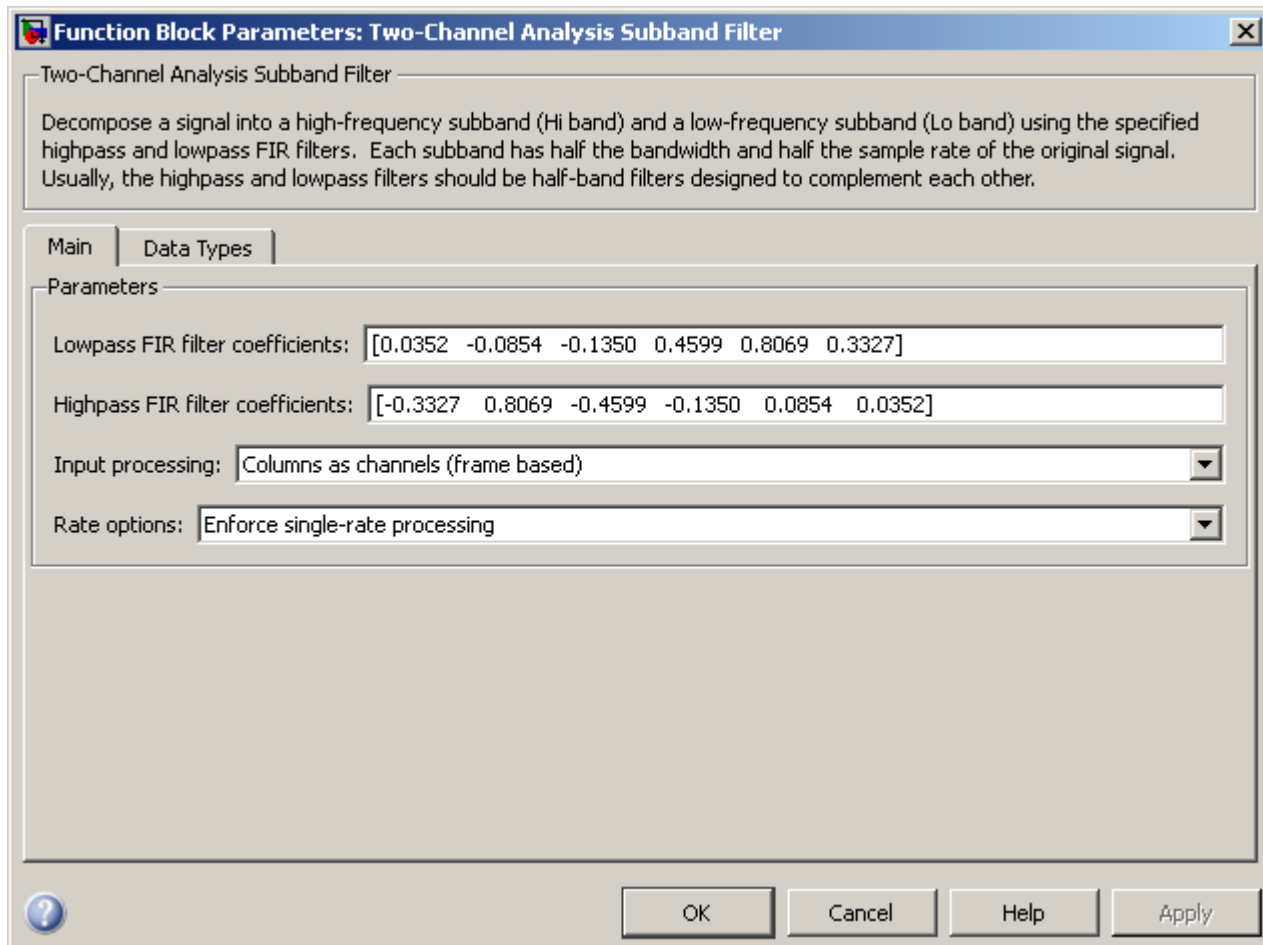 Function Block Parameters: Two-Channel Analysis Subband Filter
Two-Channel Analysis Subband Filter
Decompose a signal into a high-frequency subband (Hi band) and a low-frequency subband (Lo band) using the specified
highpass and lowpass FIR filters. Each subband has half the bandwidth and half the sample rate of the original signal.
Usually, the highpass and lowpass filters should be half-band filters designed to complement each other.
Main Data Types
Parameters
Lowpass FIR filter coefficients: [0.0352 -0.0854 -0.1350 0.4599 0.8069 0.3327]
Highpass FIR filter coefficients: [-0.3327 0.8069 -0.4599 -0.1350 0.0854 0.0352]
Input processing: Columns as channels (frame based)
Rate options: Enforce single-rate processing
? OK Cancel Help Apply